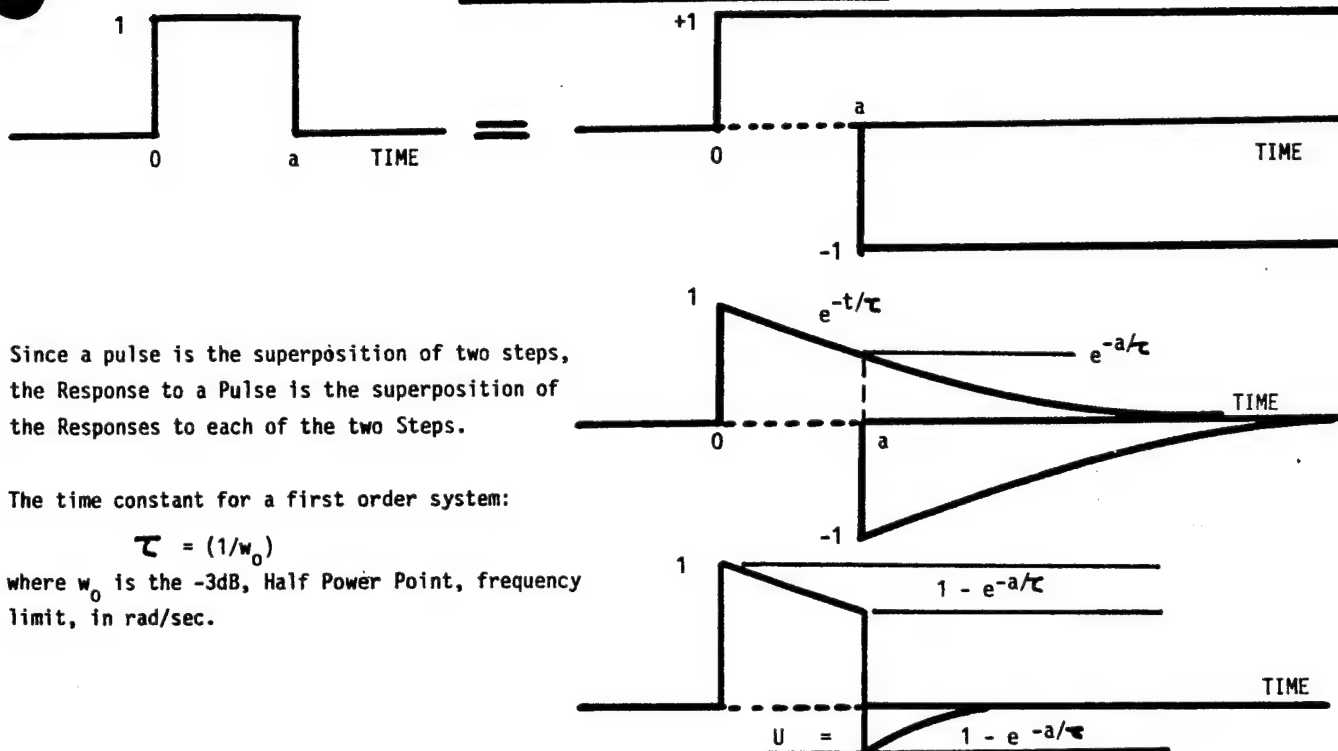 1
0 a TIME
=
+1
a
0 TIME
-1
Since a pulse is the superposition of two steps,
the Response to a Pulse is the superposition of
the Responses to each of the two Steps.
The time constant for a first order system:
τ = (1/w₀)
where w₀ is the -3dB, Half Power Point, frequency
limit, in rad/sec.
1
e^-t/τ
e^-a/τ
TIME
0 a
-1
1
1 - e^-a/τ
TIME
U = 1 - e^-a/τ